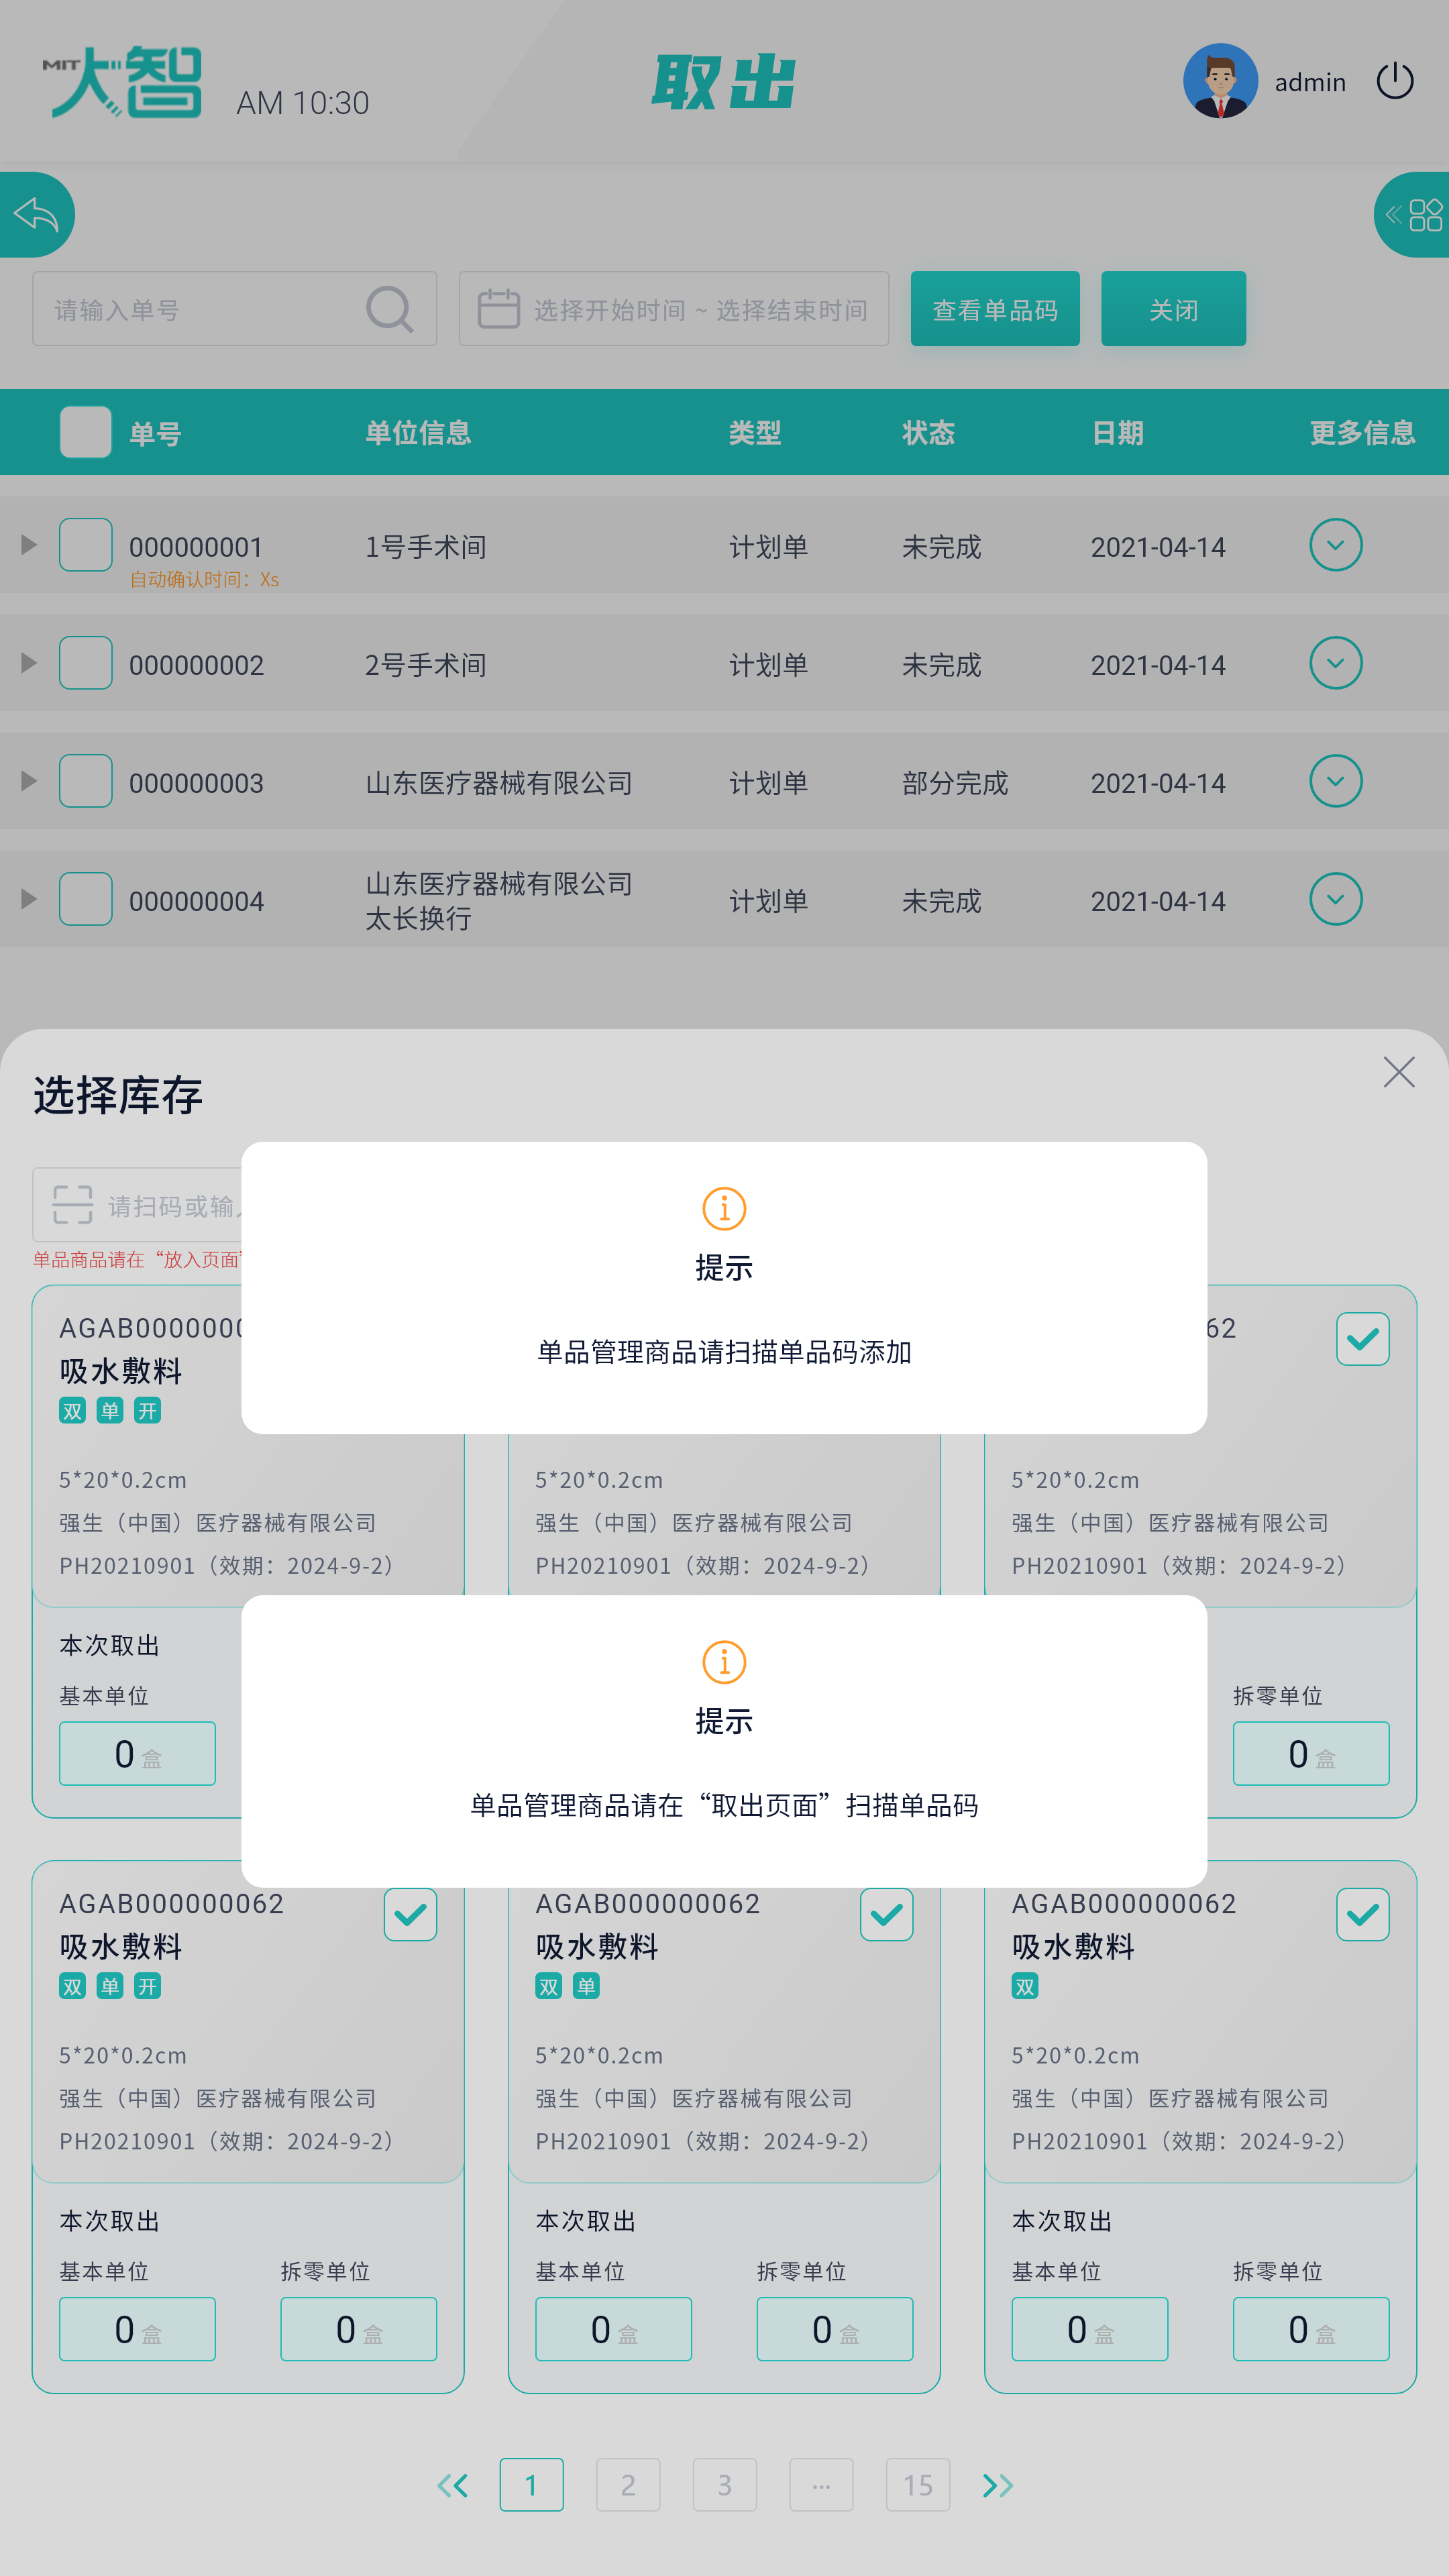 MIT大智
AM 10:30
取出
admin
请输入单号
选择开始时间 ~ 选择结束时间
查看单品码
关闭
单号 单位信息 类型 状态 日期 更多信息
000000001 1号手术间 计划单 未完成 2021-04-14
自动确认时间：Xs
000000002 2号手术间 计划单 未完成 2021-04-14
000000003 山东医疗器械有限公司 计划单 部分完成 2021-04-14
000000004 山东医疗器械有限公司 计划单 未完成 2021-04-14
太长换行
选择库存
请扫码或输
单品商品请在“放入页面”
提示
单品管理商品请扫描单品码添加
AGAB000000
吸水敷料
双 单 开
5*20*0.2cm
强生（中国）医疗器械有限公司
PH20210901（效期：2024-9-2）
本次取出
基本单位
0 盒
5*20*0.2cm
强生（中国）医疗器械有限公司
PH20210901（效期：2024-9-2）
62
5*20*0.2cm
强生（中国）医疗器械有限公司
PH20210901（效期：2024-9-2）
拆零单位
0 盒
提示
单品管理商品请在“取出页面”扫描单品码
AGAB000000062
吸水敷料
双 单 开
5*20*0.2cm
强生（中国）医疗器械有限公司
PH20210901（效期：2024-9-2）
本次取出
基本单位 拆零单位
0 盒 0 盒
AGAB000000062
吸水敷料
双 单
5*20*0.2cm
强生（中国）医疗器械有限公司
PH20210901（效期：2024-9-2）
本次取出
基本单位 拆零单位
0 盒 0 盒
AGAB000000062
吸水敷料
双
5*20*0.2cm
强生（中国）医疗器械有限公司
PH20210901（效期：2024-9-2）
本次取出
基本单位 拆零单位
0 盒 0 盒
1 2 3 ... 15